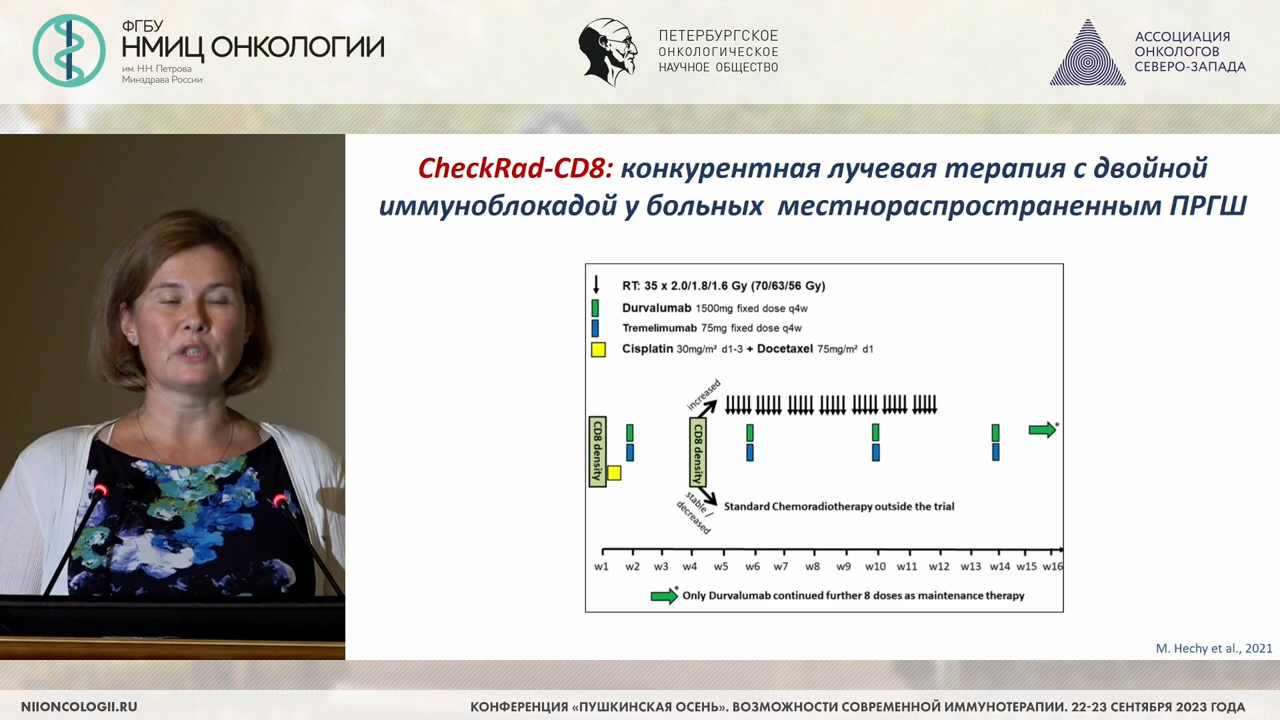 ФГБУ
НМИЦ ОНКОЛОГИИ
им. Н.Н. Петрова
Минздрава России
ПЕТЕРБУРГСКОЕ
ОНКОЛОГИЧЕСКОЕ
НАУЧНОЕ ОБЩЕСТВО
АССОЦИАЦИЯ
ОНКОЛОГОВ
СЕВЕРО-ЗАПАДА
CheckRad-CD8: конкурентная лучевая терапия с двойной
иммуноблокадой у больных местнораспространенным ПРГШ
RT: 35 x 2.0/1.8/1.6 Gy (70/63/56 Gy)
Durvalumab 1500mg fixed dose q4w
Tremelimumab 75mg fixed dose q4w
Cisplatin 30mg/m² d1-3 + Docetaxel 75mg/m² d1
CD8 density
CD8 density
increased
stable /
decreased
*
Standard Chemoradiotherapy outside the trial
w1 w2 w3 w4 w5 w6 w7 w8 w9 w10 w11 w12 w13 w14 w15 w16
* Only Durvalumab continued further 8 doses as maintenance therapy
M. Hechy et al., 2021
NIIONCOLOGII.RU
КОНФЕРЕНЦИЯ «ПУШКИНСКАЯ ОСЕНЬ». ВОЗМОЖНОСТИ СОВРЕМЕННОЙ ИММУНОТЕРАПИИ. 22-23 СЕНТЯБРЯ 2023 ГОДА